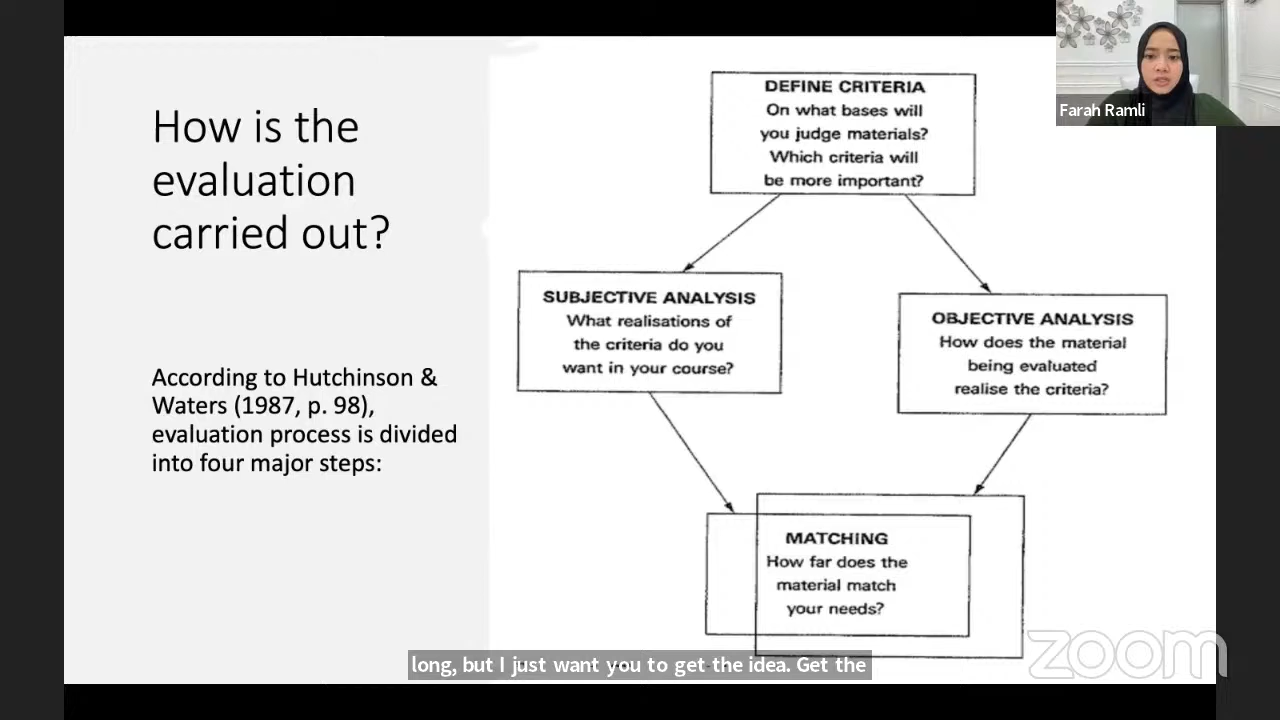 How is the
evaluation
carried out?
According to Hutchinson &
Waters (1987, p. 98),
evaluation process is divided
into four major steps:
DEFINE CRITERIA
On what bases will
you judge materials?
Which criteria will
be more important?
SUBJECTIVE ANALYSIS
What realisations of
the criteria do you
want in your course?
OBJECTIVE ANALYSIS
How does the material
being evaluated
realise the criteria?
MATCHING
How far does the
material match
your needs?
Farah Ramli
long, but I just want you to get the idea. Get the
zoom